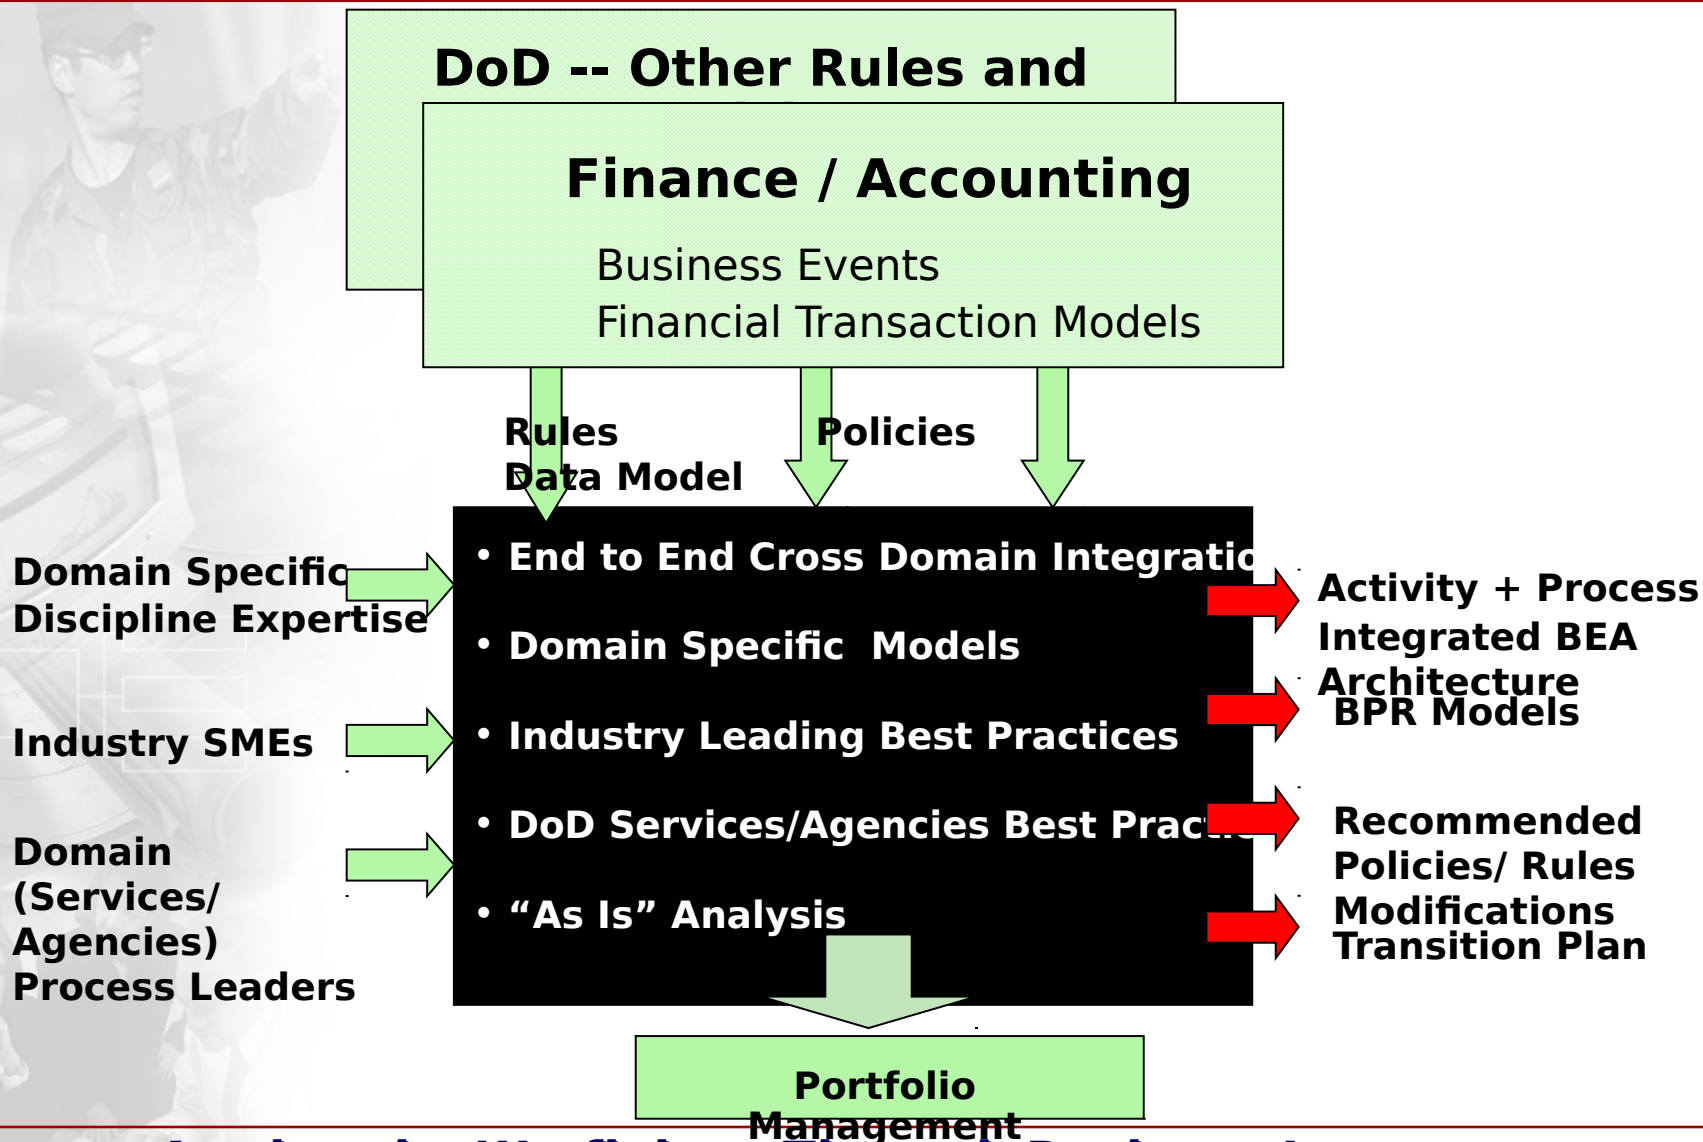 DoD -- Other Rules and
Finance / Accounting
Business Events
Financial Transaction Models
Rules
Policies
Data Model
Domain Specific
Discipline Expertise
Industry SMEs
Domain
(Services/
Agencies)
Process Leaders
• End to End Cross Domain
• Domain Specific Models
• Industry Leading Best Practices
• DoD Services/Agencies Best
• “As Is” Analysis
Activity + Process
Integrated BEA
Architecture
BPR Models
Recommended
Policies/ Rules
Modifications
Transition Plan
Portfolio
Management